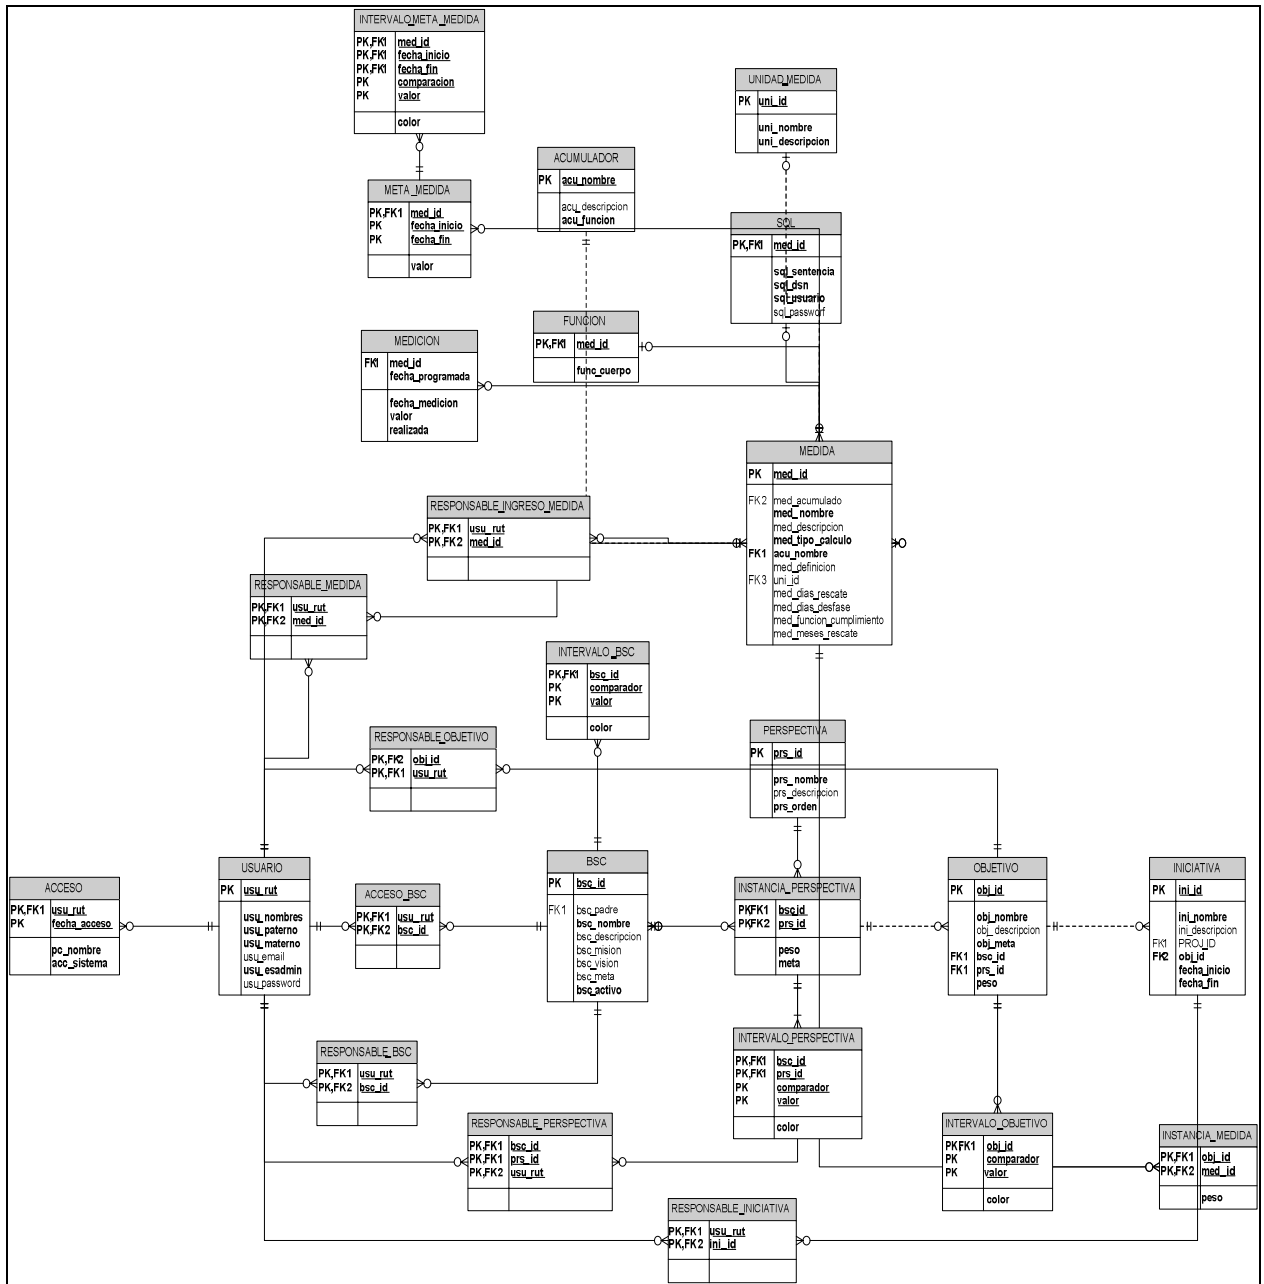 INTERVALO_META_MEDIDA
PK,FK1 med_id
PK,FK1 fecha_inicio
PK,FK1 fecha_fin
PK comparacion
PK valor
color
UNIDAD_MEDIDA
PK uni_id
uni_nombre
uni_descripcion
ACUMULADOR
PK acu_nombre
acu_descripcion
acu_funcion
META_MEDIDA
PK,FK1 med_id
PK fecha_inicio
PK fecha_fin
valor
SQL
PK,FK1 med_id
sql_sentencia
sql_dsn
sql_usuario
sql_passworf
FUNCION
PK,FK1 med_id
func_cuerpo
MEDICION
FK1 med_id
fecha_programada
fecha_medicion
valor
realizada
MEDIDA
PK med_id
FK2 med_acumulado
med_nombre
med_descripcion
med_tipo_calculo
FK1 acu_nombre
med_definicion
FK3 uni_id
med_dias_rescate
med_dias_desfase
med_funcion_cumplimiento
med_meses_rescate
RESPONSABLE_INGRESO_MEDIDA
PK,FK1 usu_rut
PK,FK2 med_id
RESPONSABLE_MEDIDA
PK,FK1 usu_rut
PK,FK2 med_id
INTERVALO_BSC
PK,FK1 bsc_id
PK comparador
PK valor
color
RESPONSABLE_OBJETIVO
PK,FK2 obj_id
PK,FK1 usu_rut
PERSPECTIVA
PK prs_id
prs_nombre
prs_descripcion
prs_orden
ACCESO
PK,FK1 usu_rut
PK fecha_acceso
pc_nombre
acc_sistema
USUARIO
PK usu_rut
usu_nombres
usu_paterno
usu_materno
usu_email
usu_esadmin
usu_password
ACCESO_BSC
PK,FK1 usu_rut
PK,FK2 bsc_id
BSC
PK bsc_id
FK1 bsc_padre
bsc_nombre
bsc_descripcion
bsc_mision
bsc_vision
bsc_meta
bsc_activo
INSTANCIA_PERSPECTIVA
PK,FK1 bsc_id
PK,FK2 prs_id
peso
meta
OBJETIVO
PK obj_id
obj_nombre
obj_descripcion
obj_meta
FK1 bsc_id
FK1 prs_id
peso
INICIATIVA
PK ini_id
ini_nombre
ini_descripcion
FK1 PROJ_ID
FK2 obj_id
fecha_inicio
fecha_fin
RESPONSABLE_BSC
PK,FK1 usu_rut
PK,FK2 bsc_id
INTERVALO_PERSPECTIVA
PK,FK1 bsc_id
PK,FK1 prs_id
PK comparador
PK valor
color
RESPONSABLE_PERSPECTIVA
PK,FK1 bsc_id
PK,FK1 prs_id
PK,FK2 usu_rut
INTERVALO_OBJETIVO
PK,FK1 obj_id
PK comparador
PK valor
color
INSTANCIA_MEDIDA
PK,FK1 obj_id
PK,FK2 med_id
peso
RESPONSABLE_INICIATIVA
PK,FK1 usu_rut
PK,FK2 ini_id